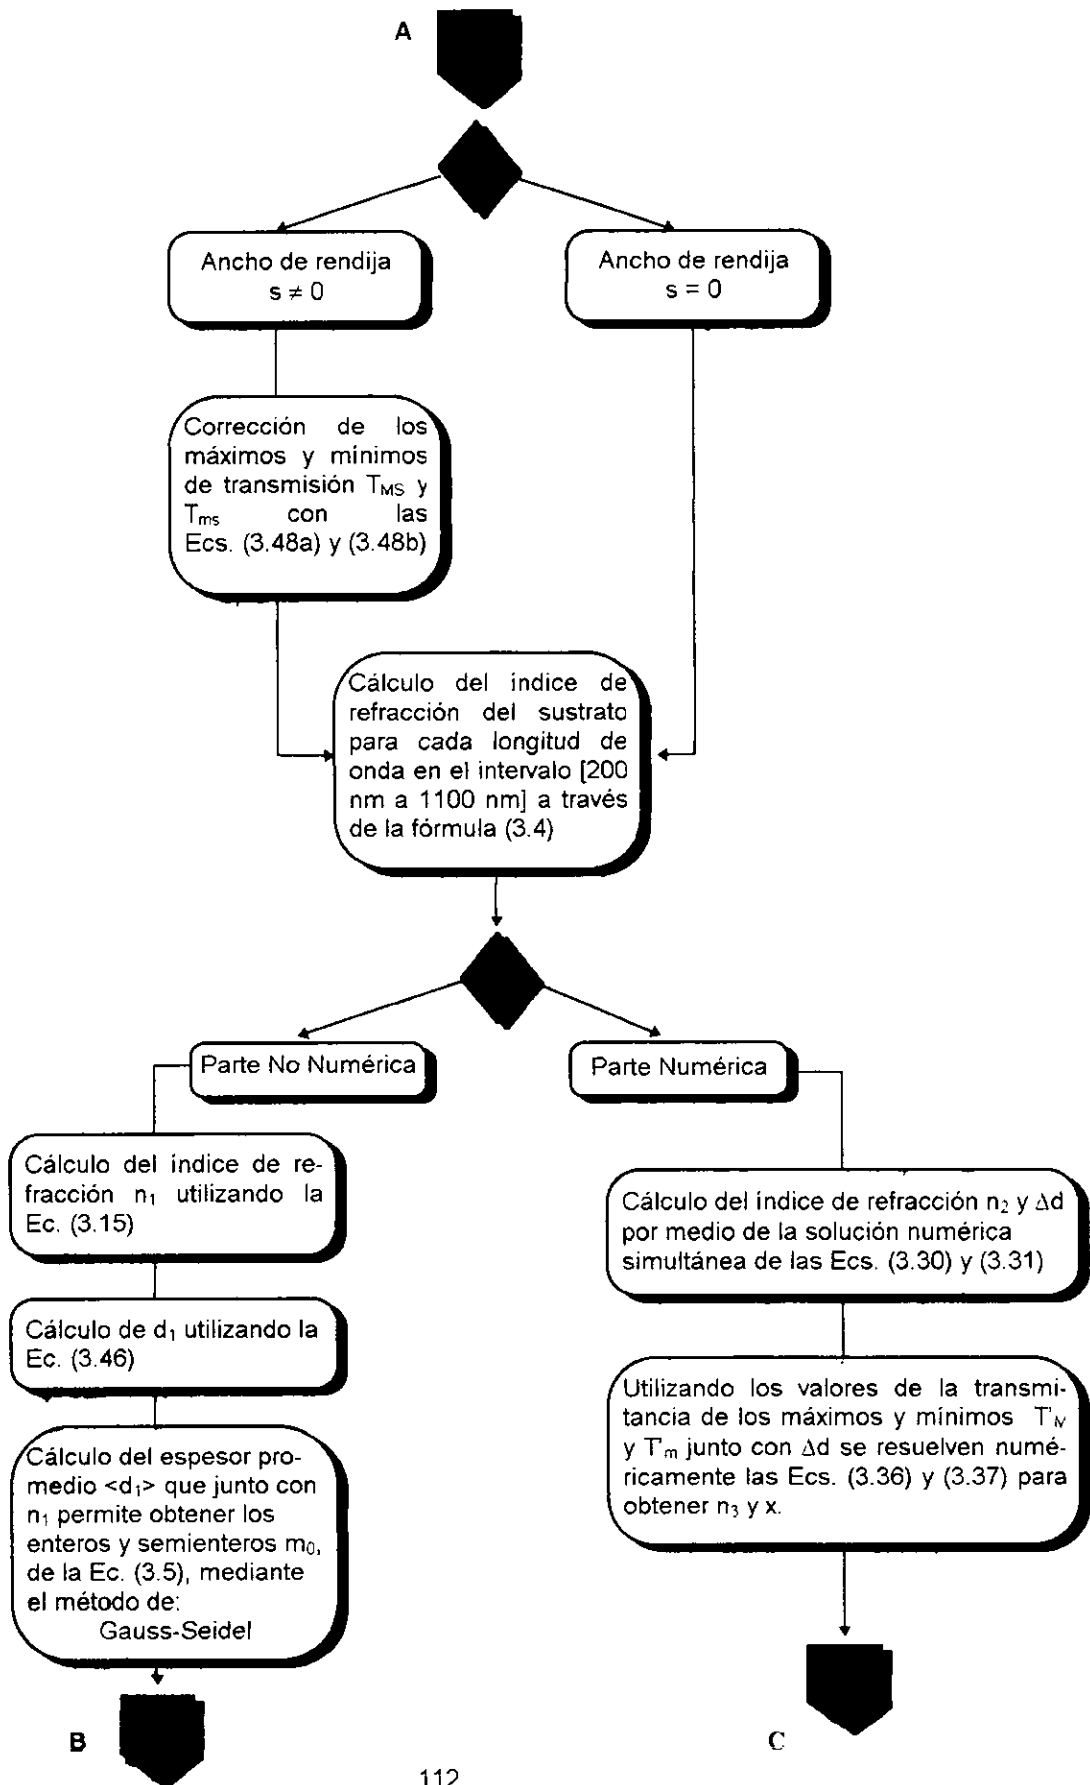 A
Ancho de rendija
s ≠ 0
Ancho de rendija
s = 0
Corrección de los
máximos y mínimos
de transmisión T_MS y
T_ms con las
Ecs. (3.48a) y (3.48b)
Cálculo del índice de
refracción del sustrato
para cada longitud de
onda en el intervalo [200
nm a 1100 nm] a través
de la fórmula (3.4)
Parte No Numérica
Parte Numérica
Cálculo del índice de re-
fracción n₁ utilizando la
Ec. (3.15)
Cálculo de d₁ utilizando la
Ec. (3.46)
Cálculo del espesor pro-
medio <d₁> que junto con
n₁ permite obtener los
enteros y semienteros m₀,
de la Ec. (3.5), mediante
el método de:
Gauss-Seidel
B
Cálculo del índice de refracción n₂ y Δd
por medio de la solución numérica
simultánea de las Ecs. (3.30) y (3.31)
Utilizando los valores de la transmi-
tancia de los máximos y mínimos T'_M
y T'_m junto con Δd se resuelven numé-
ricamente las Ecs. (3.36) y (3.37) para
obtener n₃ y x.
C
112